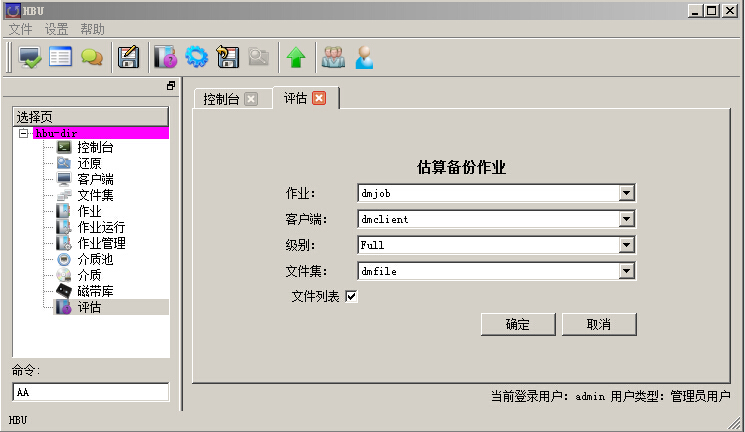 HBU
文件 设置 帮助
选择页
hbu-dir
控制台
还原
客户端
文件集
作业
作业运行
作业管理
介质池
介质
磁带库
评估
命令:
AA
控制台 评估
估算备份作业
作业: dmjob
客户端: dmclient
级别: Full
文件集: dmfile
文件列表
确定 取消
当前登录用户: admin 用户类型: 管理员用户
HBU